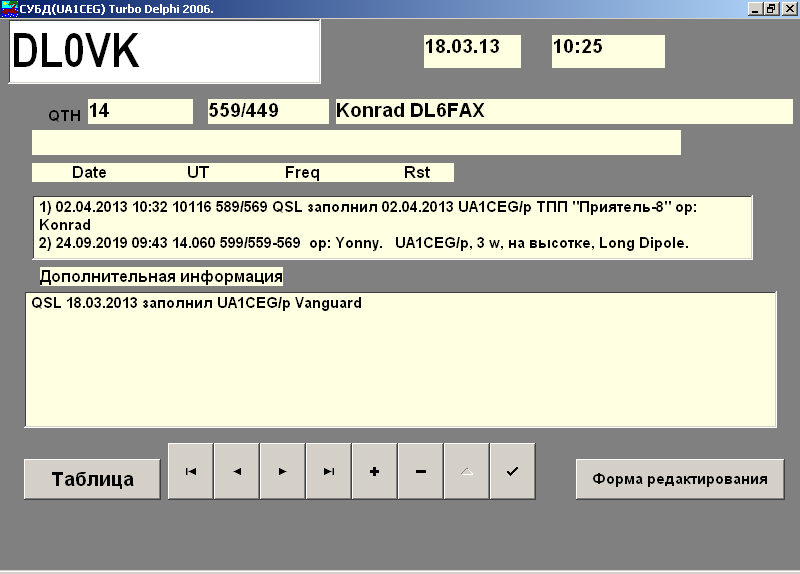 СУБД(UA1CEG) Turbo Delphi 2006.
DL0VK
18.03.13 10:25
QTH 14 559/449 Konrad DL6FAX
Date UT Freq Rst
1) 02.04.2013 10:32 10116 589/569 QSL заполнил 02.04.2013 UA1CEG/p ТПП "Приятель-8" op:
Konrad
2) 24.09.2019 09:43 14.060 599/559-569 op: Yonny. UA1CEG/p, 3 w, на высотке, Long Dipole.
Дополнительная информация
QSL 18.03.2013 заполнил UA1CEG/p Vanguard
Таблица
Форма редактирования